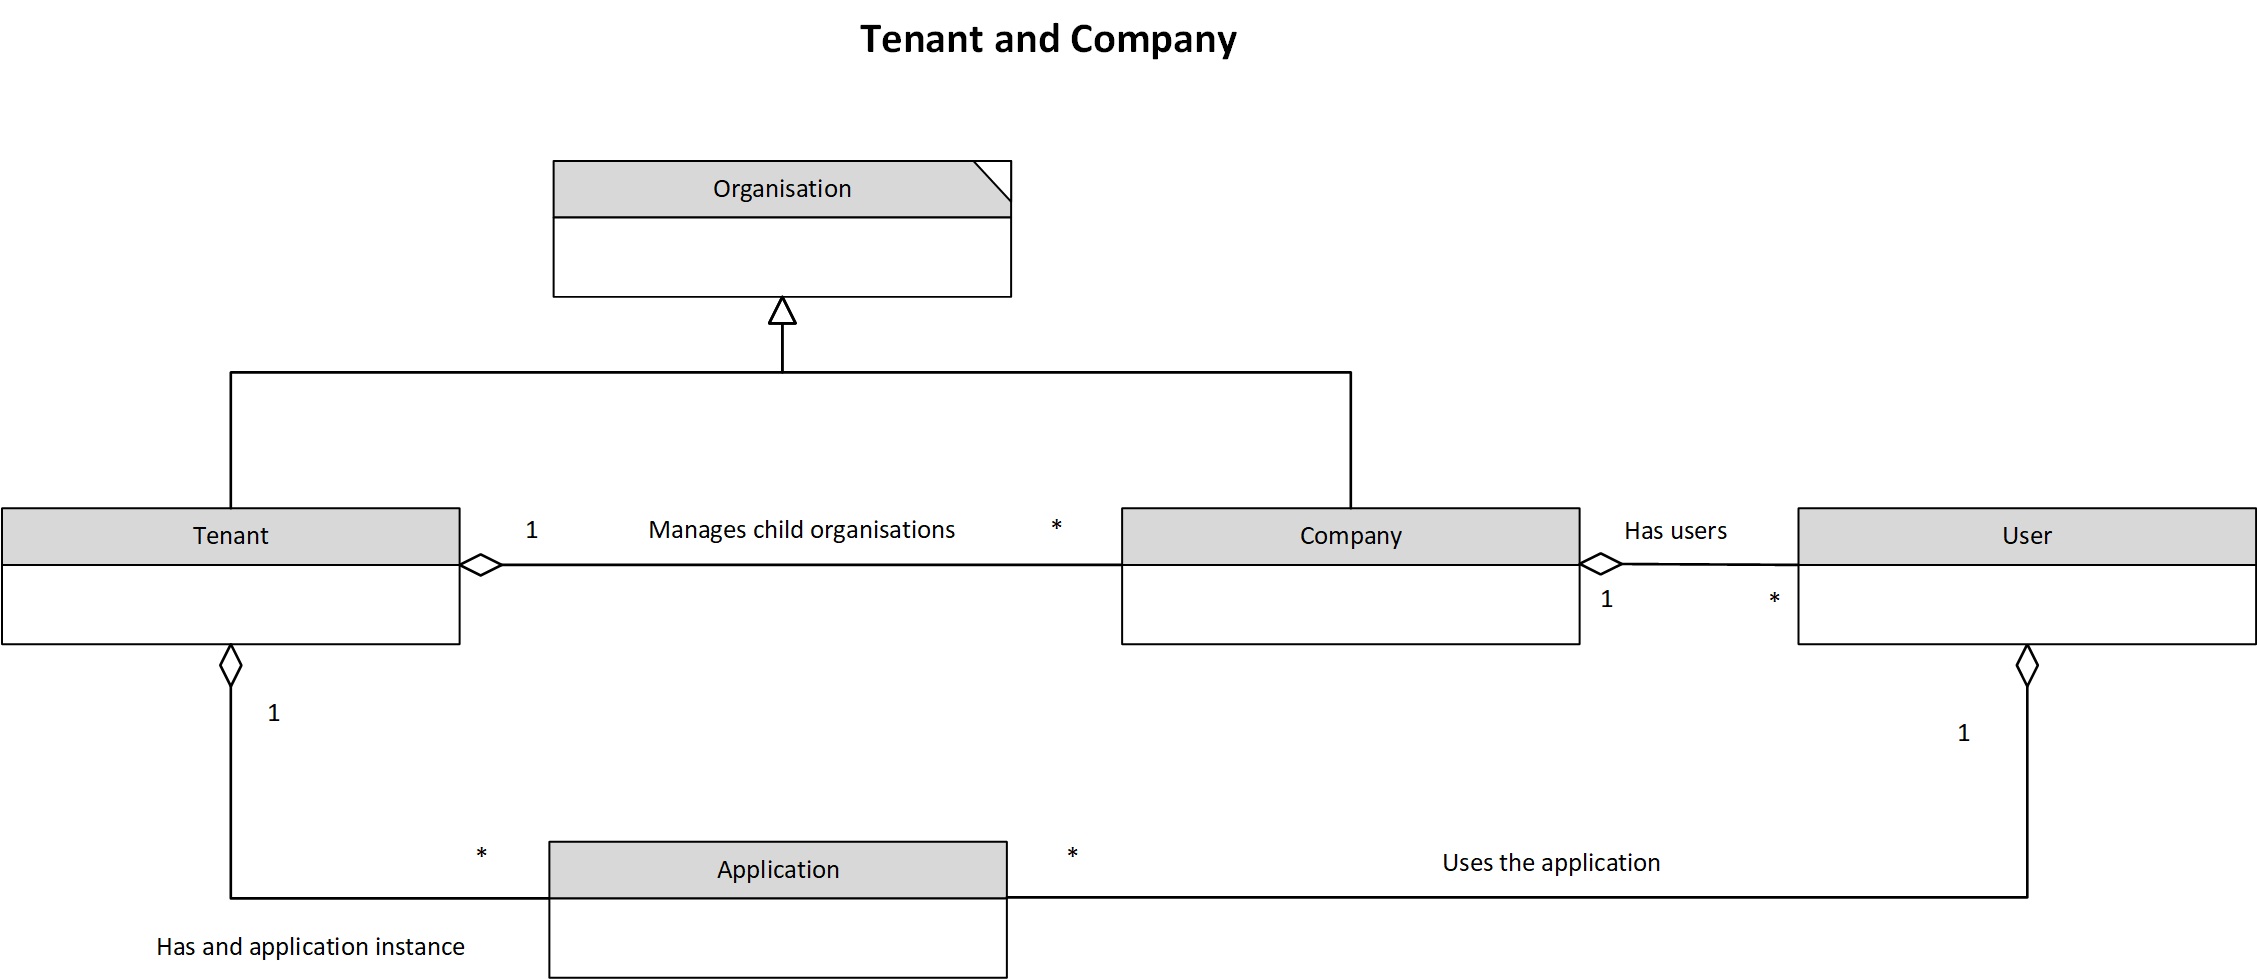 Tenant and Company
Organisation
Tenant
1
Manages child organisations
*
Company
Has users
1
*
User
1
1
*
Application
*
Uses the application
Has and application instance